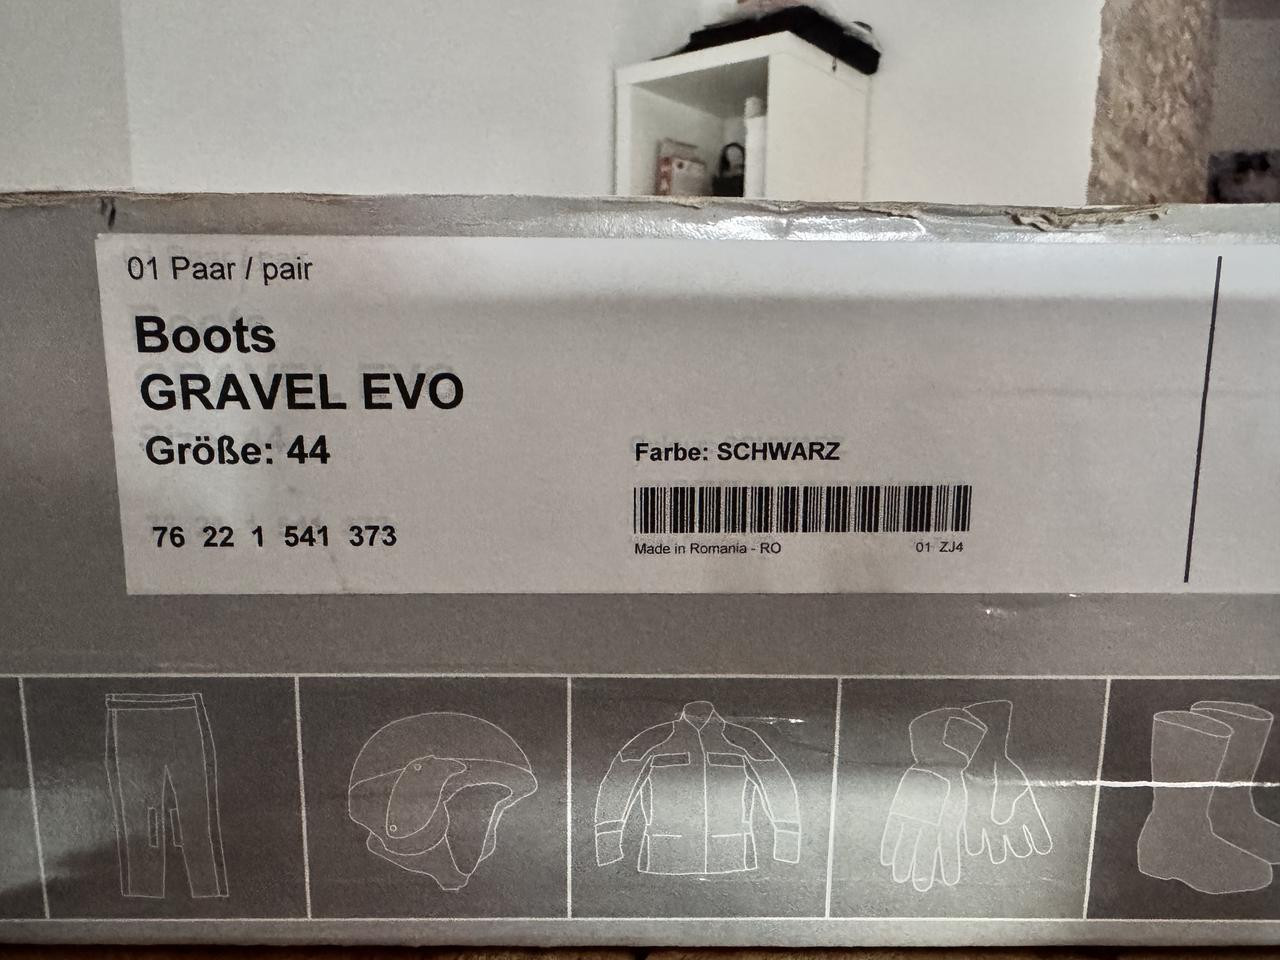 01 Paar / pair
Boots
GRAVEL EVO
Größe: 44
Farbe: SCHWARZ
76 22 1 541 373
Made in Romania - RO
01 ZJ4